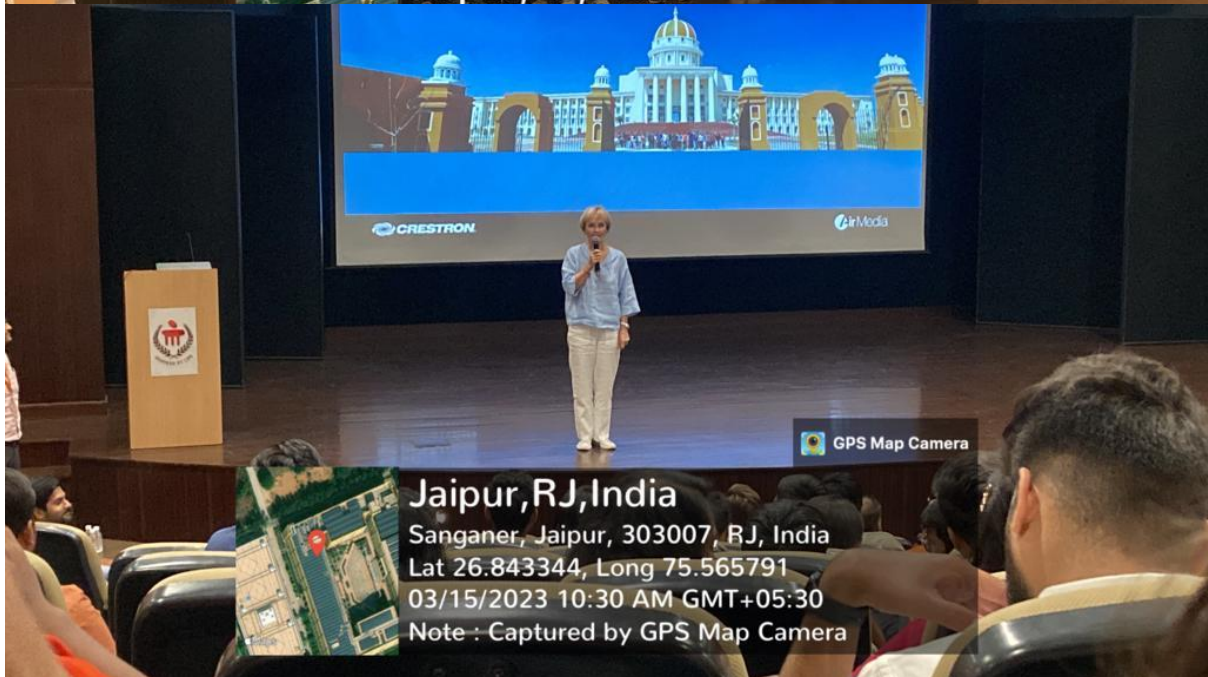 CRESTRON
AirMedia
GPS Map Camera
Jaipur,RJ,India
Sanganer, Jaipur, 303007, RJ, India
Lat 26.843344, Long 75.565791
03/15/2023 10:30 AM GMT+05:30
Note : Captured by GPS Map Camera